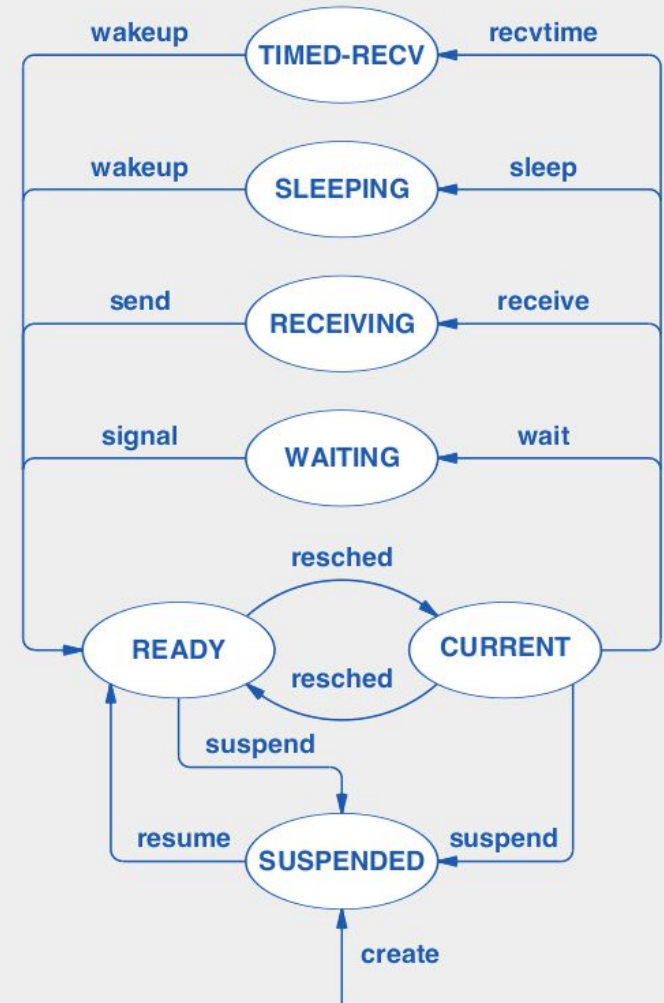 wakeup
TIMED-RECV
recvtime
wakeup
SLEEPING
sleep
send
RECEIVING
receive
signal
WAITING
wait
resched
READY
CURRENT
resched
suspend
resume
SUSPENDED
suspend
create